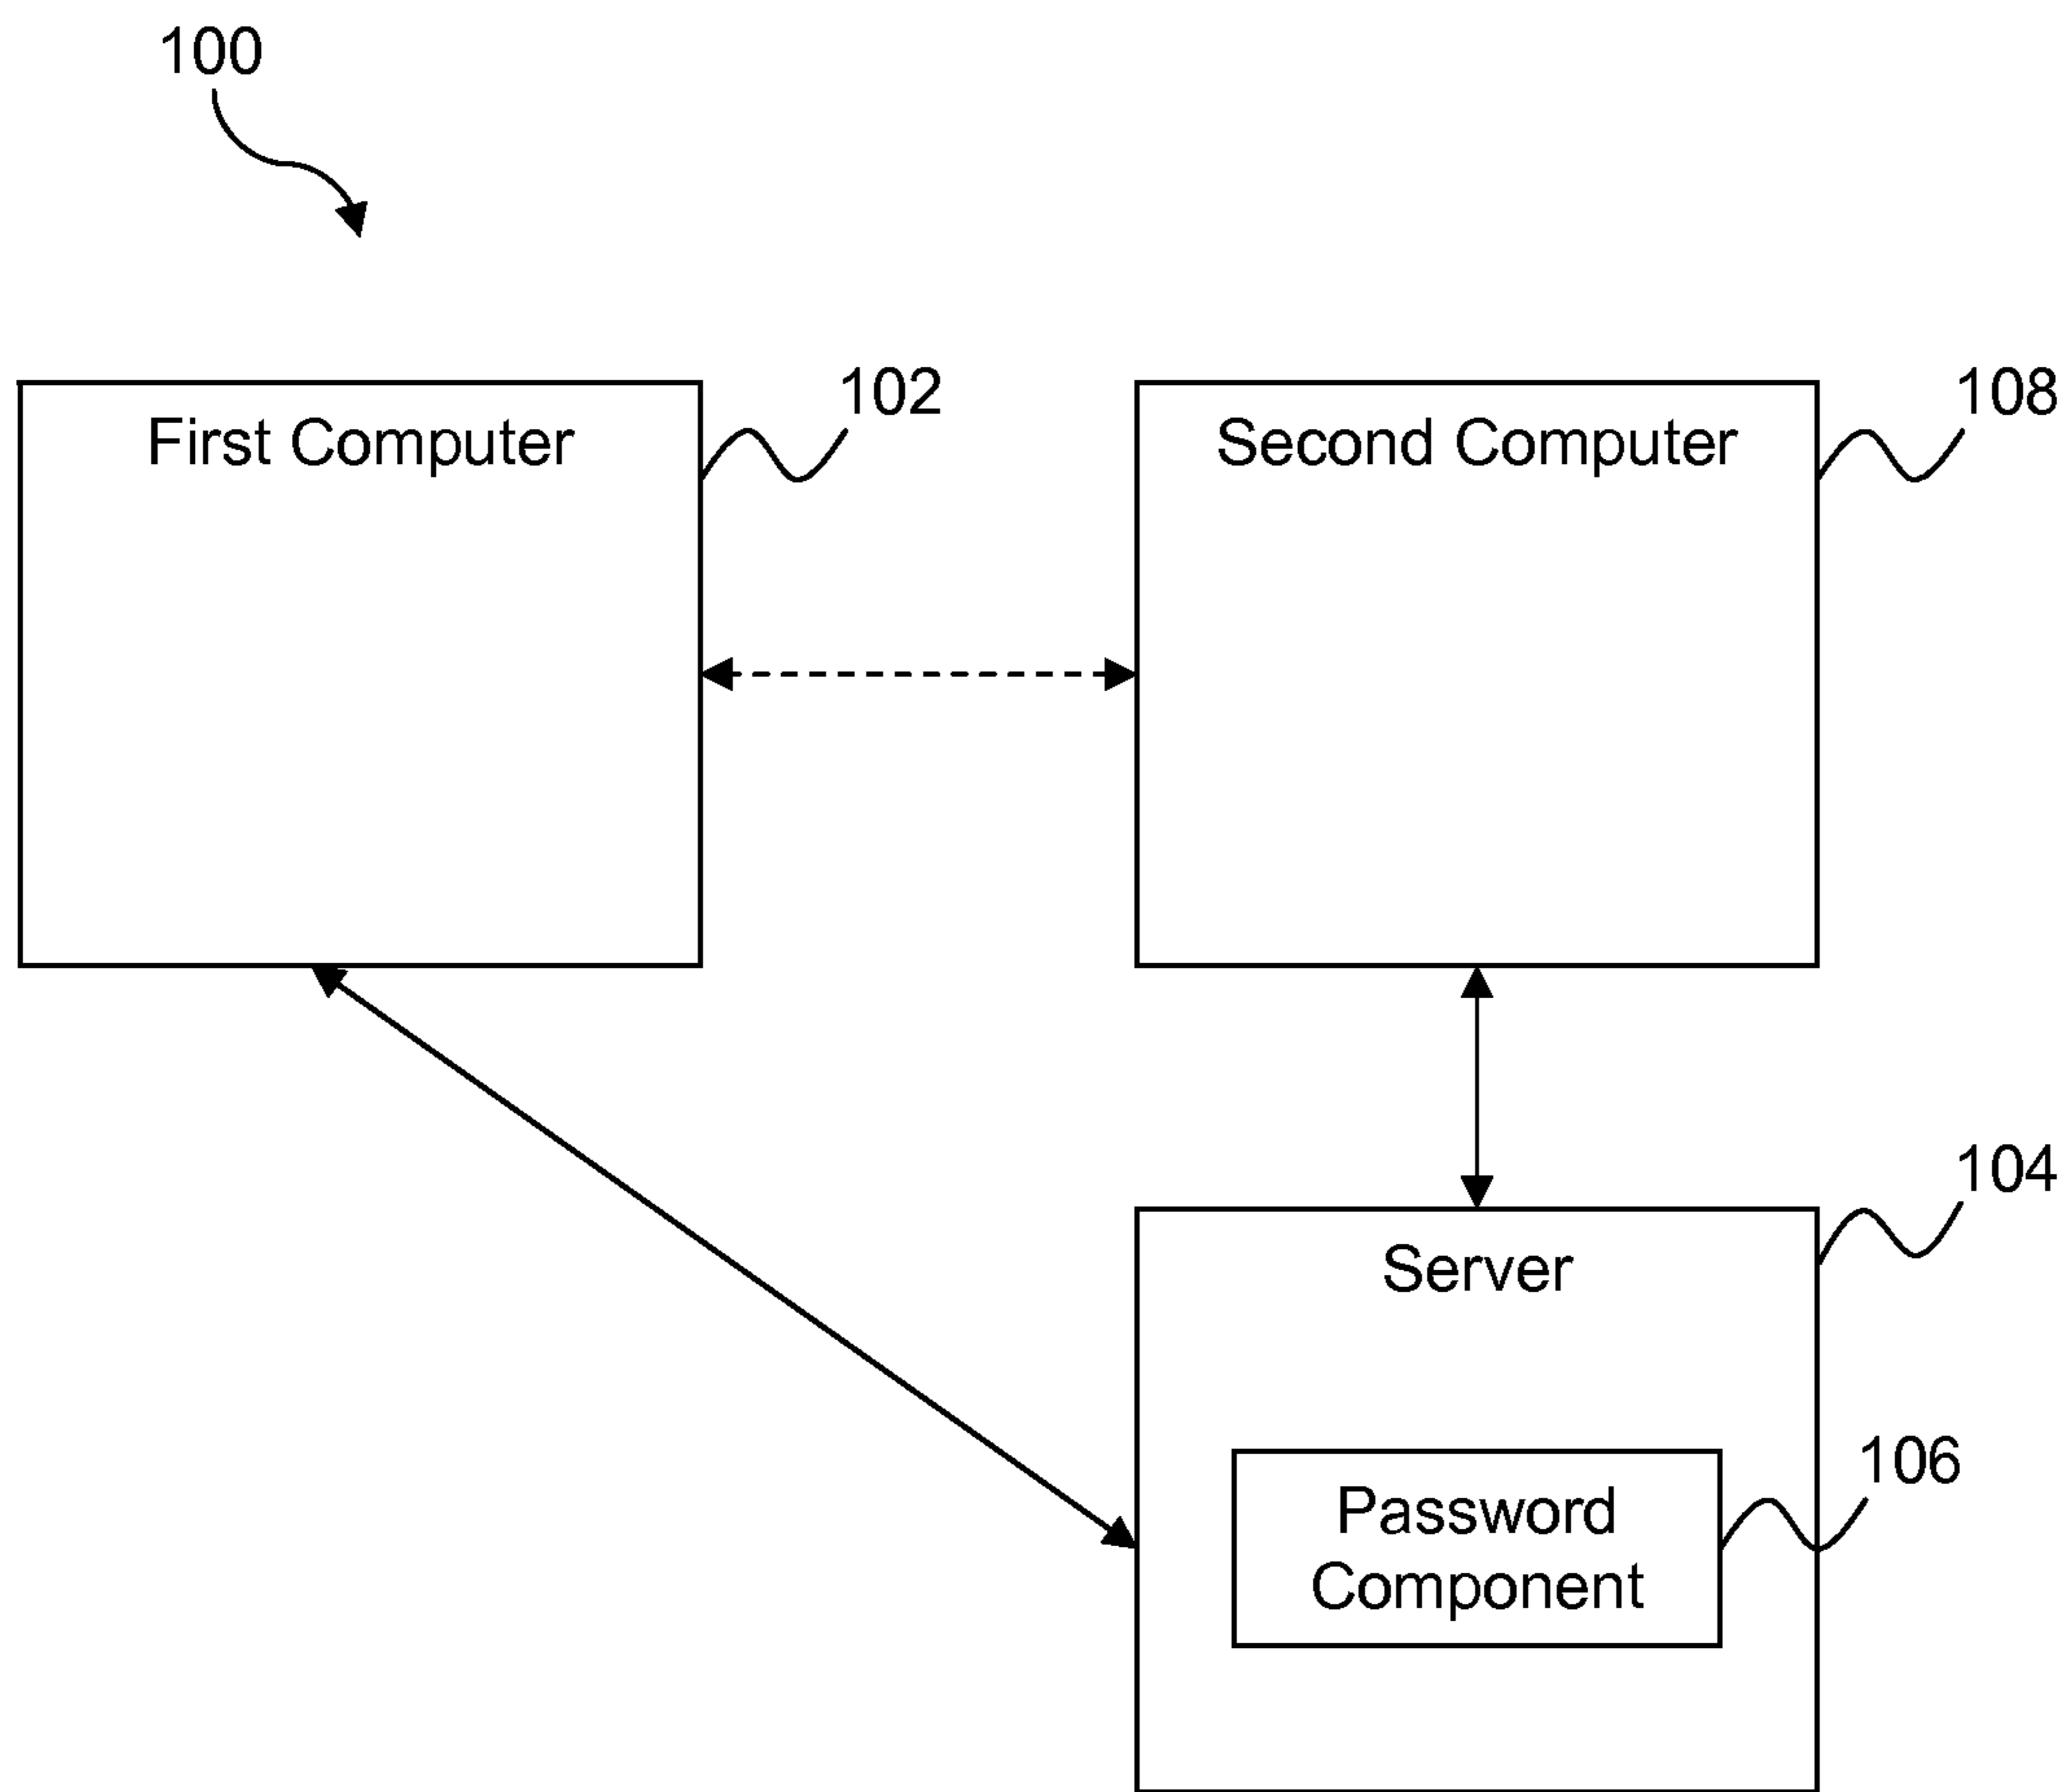 100
102
108
First Computer
Second Computer
104
Server
106
Password
Component